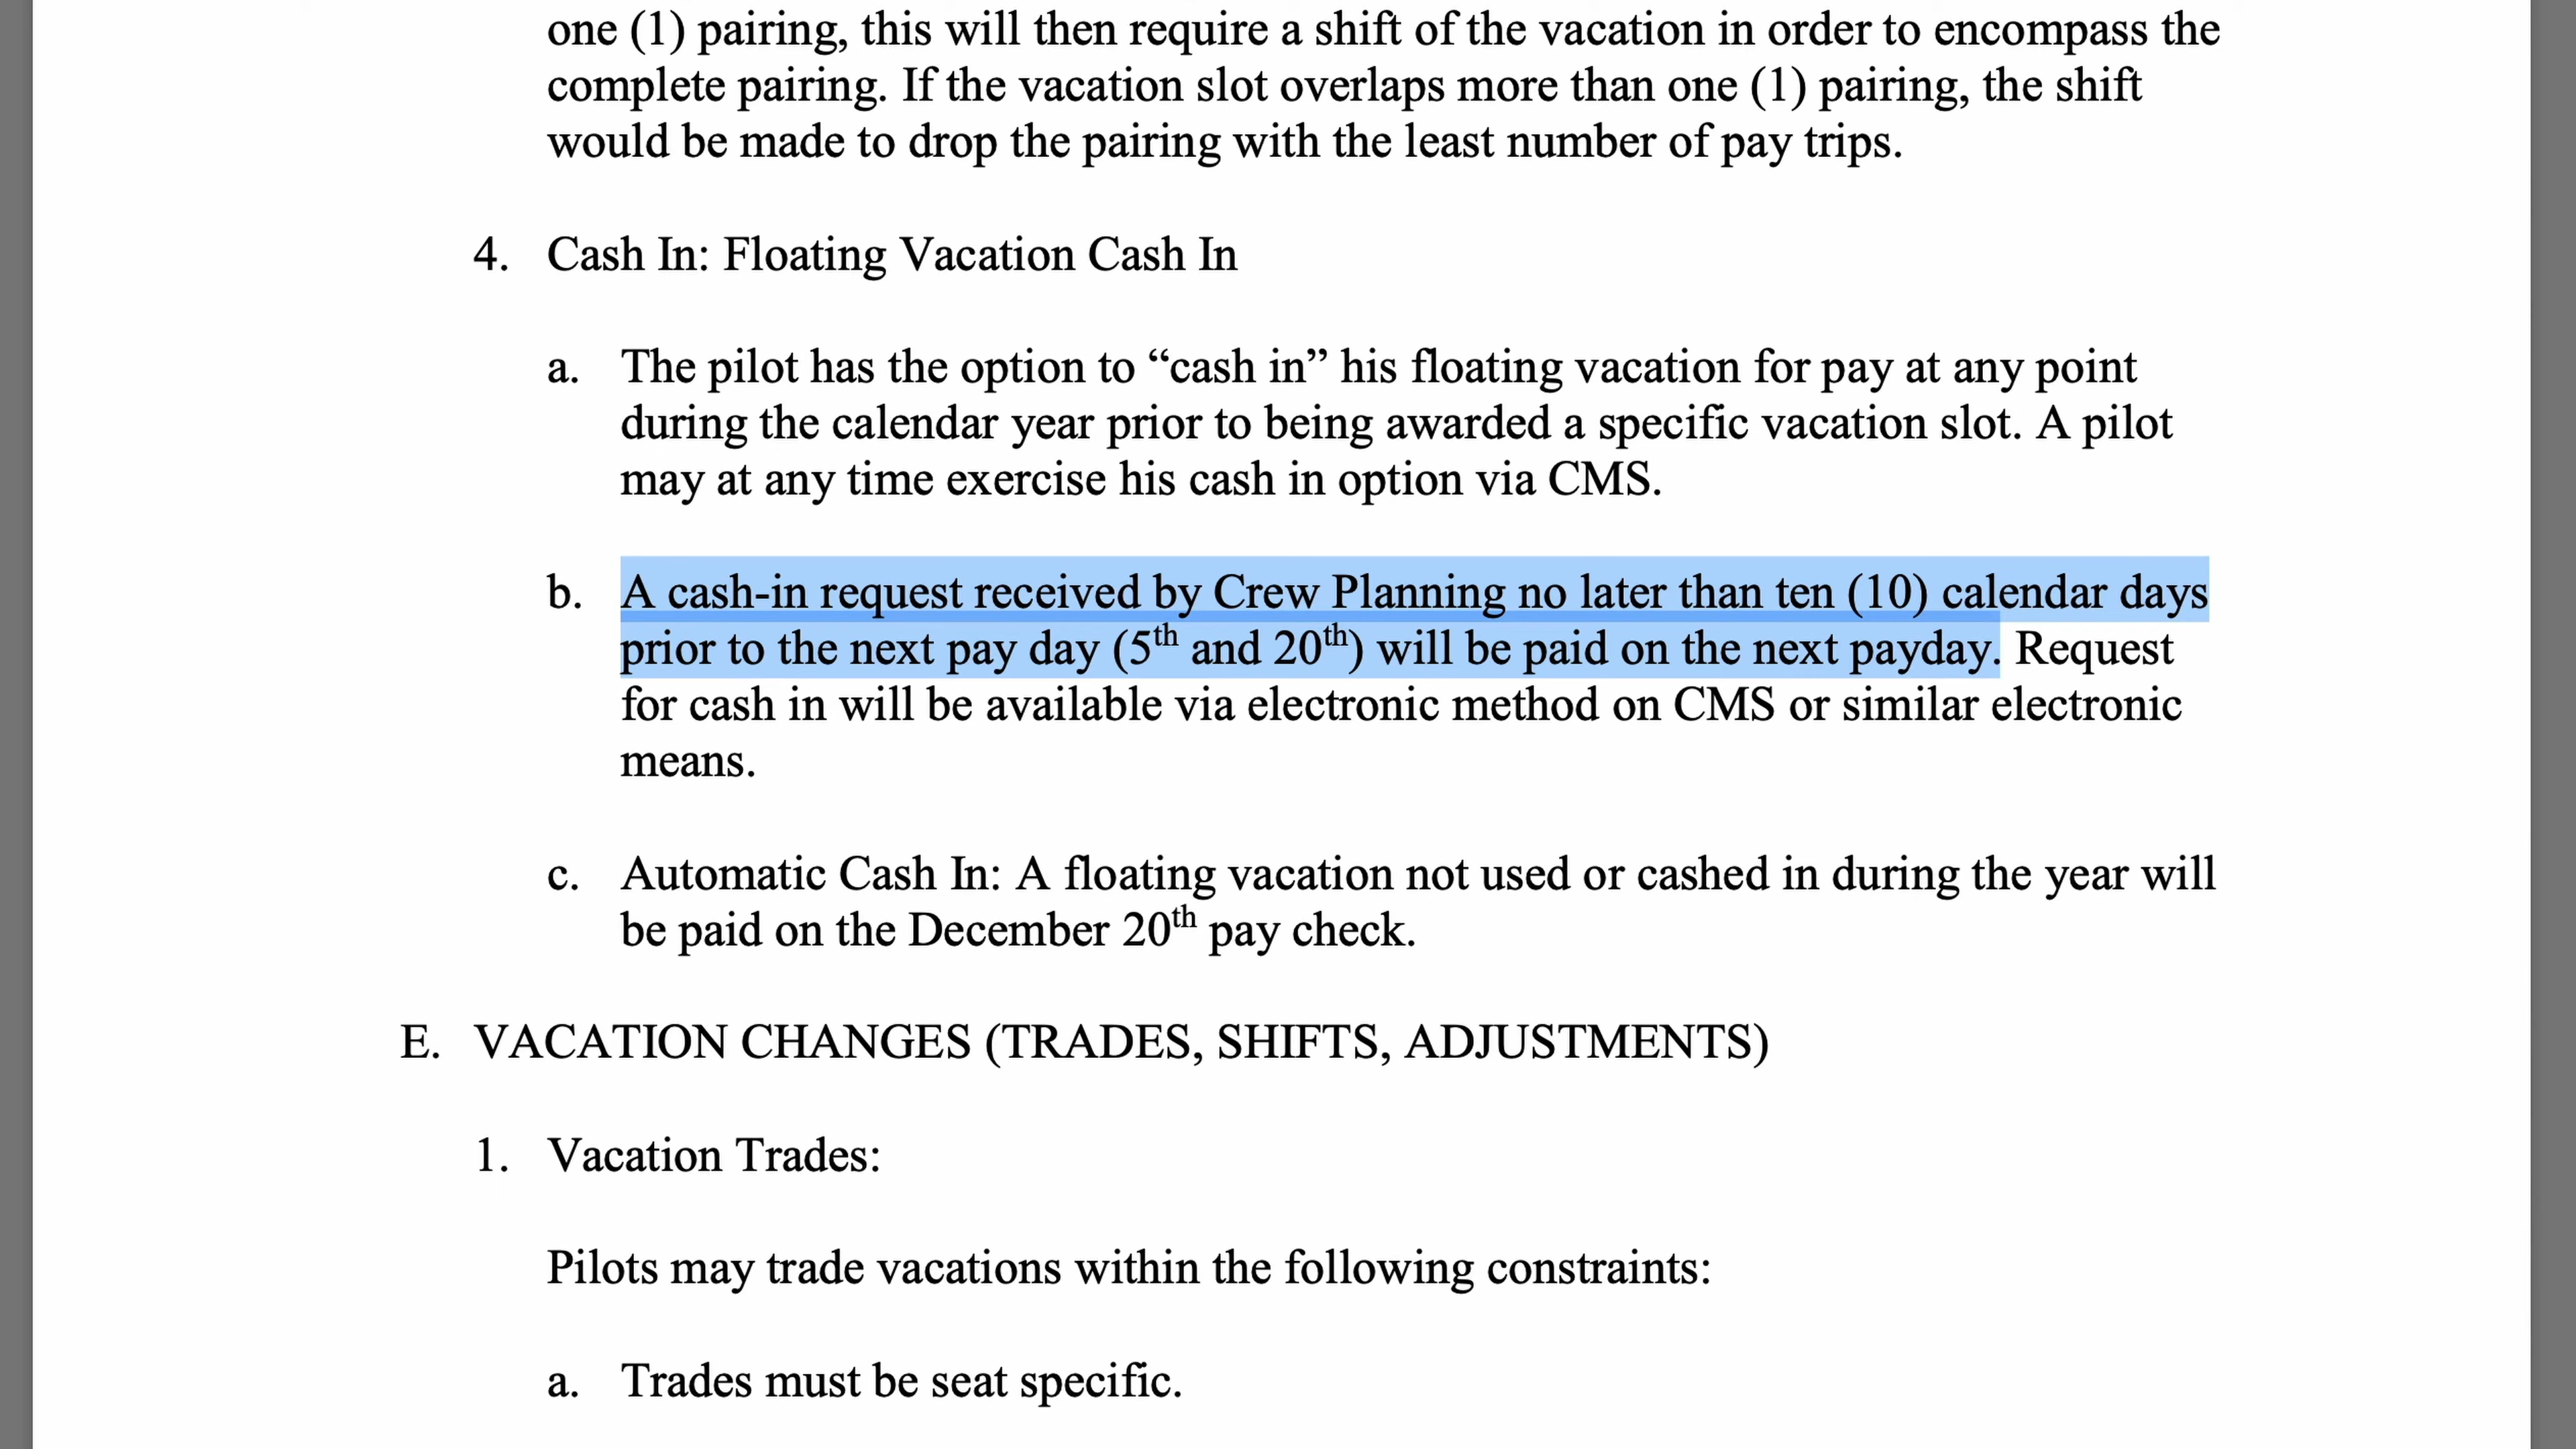 one (1) pairing, this will then require a shift of the vacation in order to encompass the
complete pairing. If the vacation slot overlaps more than one (1) pairing, the shift
would be made to drop the pairing with the least number of pay trips.
4. Cash In: Floating Vacation Cash In
a. The pilot has the option to “cash in” his floating vacation for pay at any point
during the calendar year prior to being awarded a specific vacation slot. A pilot
may at any time exercise his cash in option via CMS.
b. A cash-in request received by Crew Planning no later than ten (10) calendar days
prior to the next pay day (5th and 20th) will be paid on the next payday. Request
for cash in will be available via electronic method on CMS or similar electronic
means.
c. Automatic Cash In: A floating vacation not used or cashed in during the year will
be paid on the December 20th pay check.
E. VACATION CHANGES (TRADES, SHIFTS, ADJUSTMENTS)
1. Vacation Trades:
Pilots may trade vacations within the following constraints:
a. Trades must be seat specific.